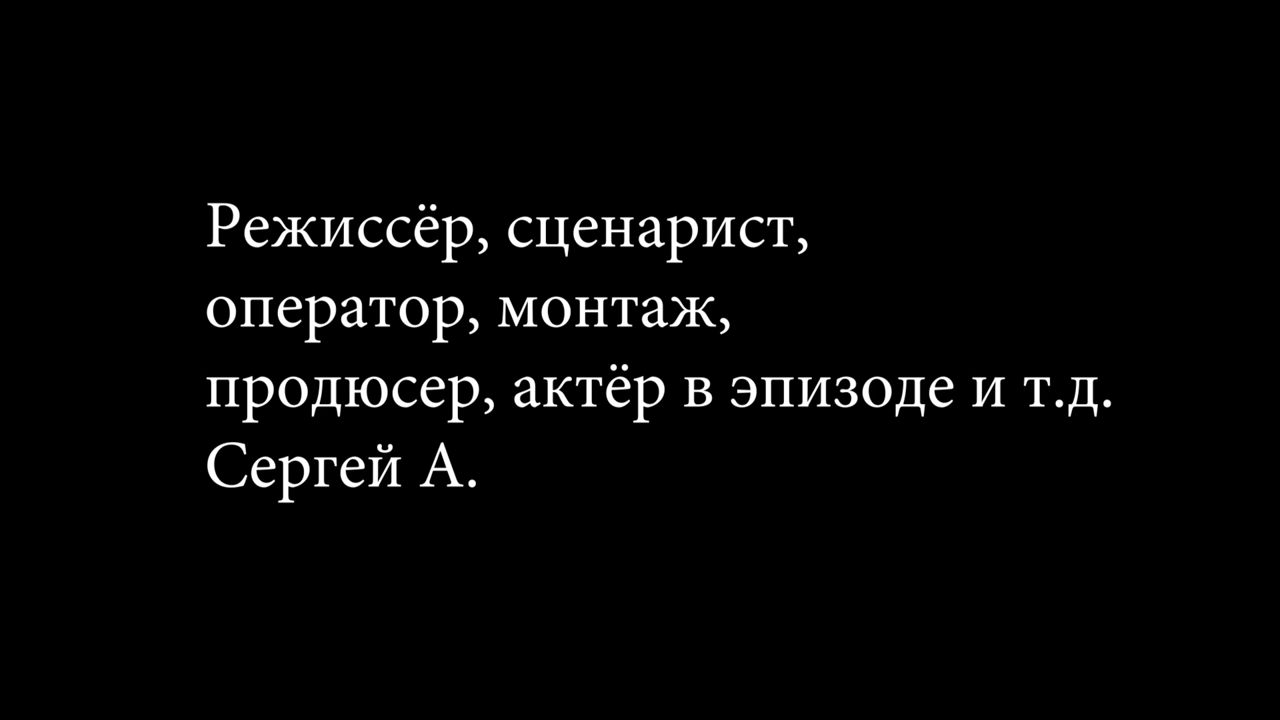 Режиссёр, сценарист,
оператор, монтаж,
продюсер, актёр в эпизоде и т.д.
Сергей А.